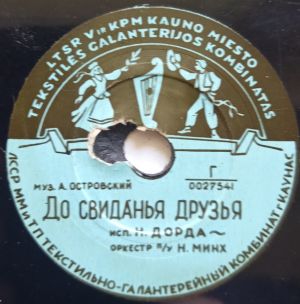 LTSR V ir KPM KAUNO MIESTO
TEKSTILĖS GALANTERIJOS KOMBINATAS
МУЗ. А. ОСТРОВСКИЙ
Г
0027541
ДО СВИДАНЬЯ ДРУЗЬЯ
ИСП. Н. ДОРДА ~
ОРКЕСТР П/У Н. МИНХ
ЛССР ММ и ТП ТЕКСТИЛЬНО-ГАЛАНТЕРЕЙНЫЙ КОМБИНАТ Г КАУНАС